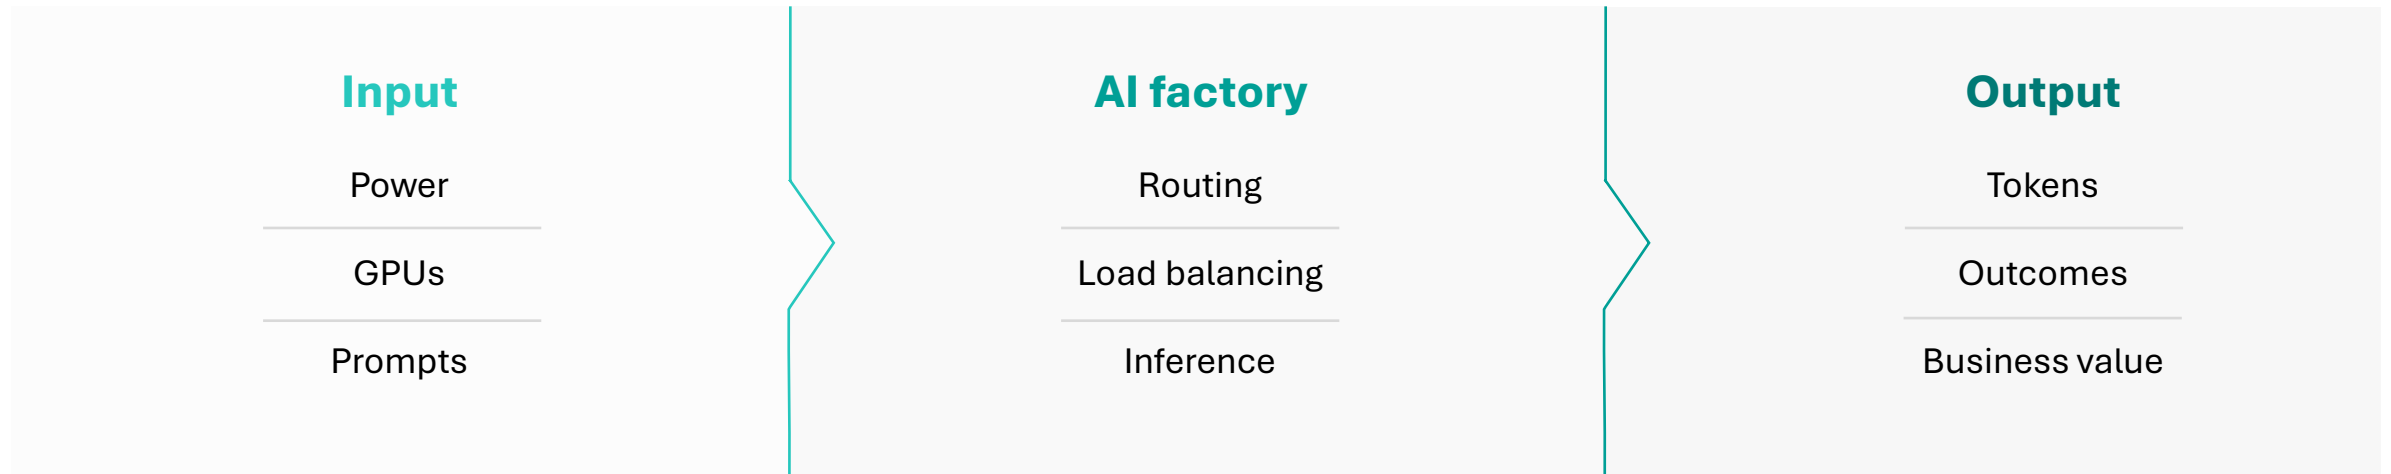 Input
Power
GPUs
Prompts
AI factory
Routing
Load balancing
Inference
Output
Tokens
Outcomes
Business value